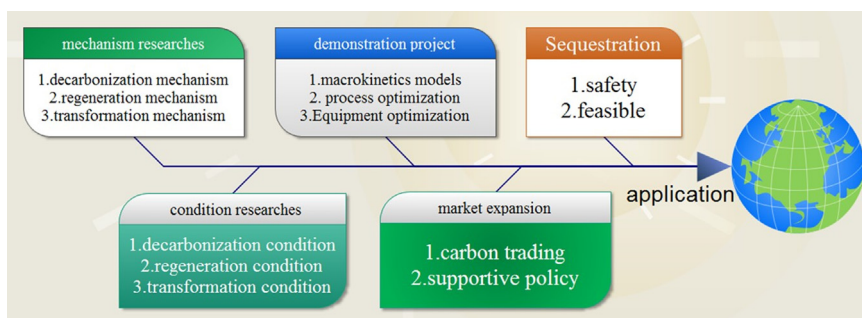 mechanism researches
1.decarbonization mechanism
2.regeneration mechanism
3.transformation mechanism
demonstration project
1.macrokinetics models
2. process optimization
3.Equipment optimization
Sequestration
1.safety
2.feasible
application
condition researches
1.decarbonization condition
2.regeneration condition
3.transformation condition
market expansion
1.carbon trading
2.supportive policy